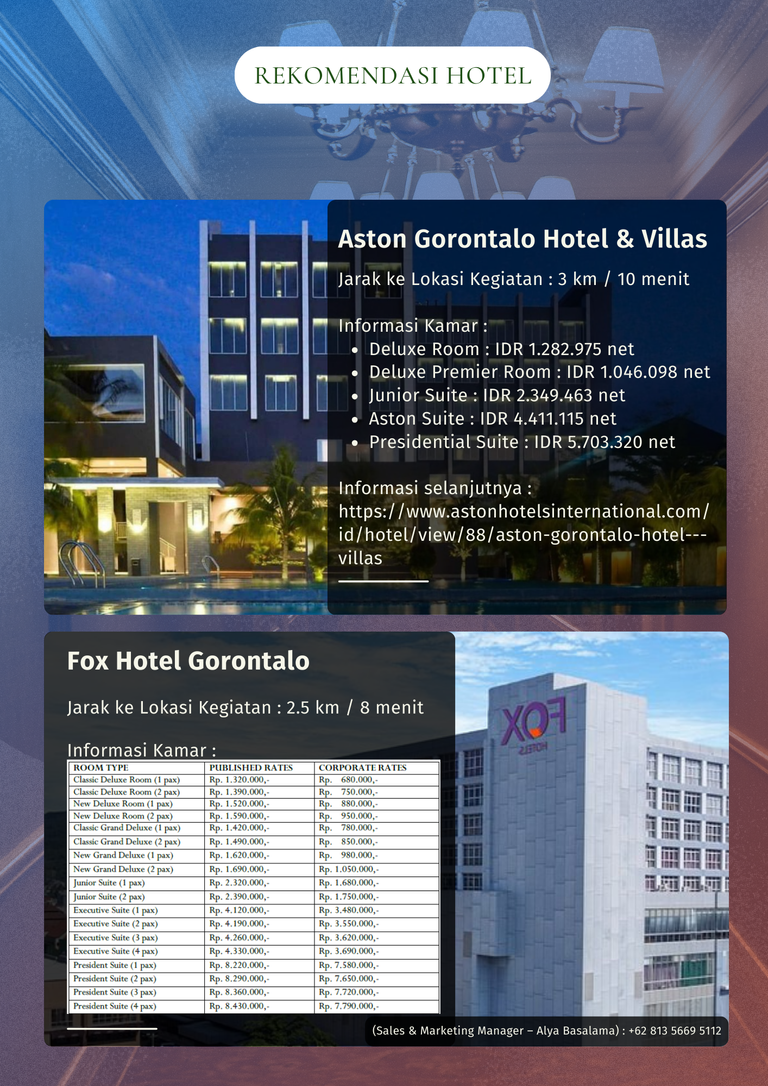 REKOMENDASI HOTEL
Aston Gorontalo Hotel & Villas
Jarak ke Lokasi Kegiatan : 3 km / 10 menit
Informasi Kamar :
• Deluxe Room : IDR 1.282.975 net
• Deluxe Premier Room : IDR 1.046.098 net
• Junior Suite : IDR 2.349.463 net
• Aston Suite : IDR 4.411.115 net
• Presidential Suite : IDR 5.703.320 net
Informasi selanjutnya :
https://www.astonhotelsinternational.com/
id/hotel/view/88/aston-gorontalo-hotel---
villas
Fox Hotel Gorontalo
Jarak ke Lokasi Kegiatan : 2.5 km / 8 menit
Informasi Kamar :
ROOM TYPE PUBLISHED RATES CORPORATE RATES
Classic Deluxe Room (1 pax) Rp. 1.320.000,- Rp. 680.000,-
Classic Deluxe Room (2 pax) Rp. 1.390.000,- Rp. 750.000,-
New Deluxe Room (1 pax) Rp. 1.520.000,- Rp. 880.000,-
New Deluxe Room (2 pax) Rp. 1.590.000,- Rp. 950.000,-
Classic Grand Deluxe (1 pax) Rp. 1.420.000,- Rp. 780.000,-
Classic Grand Deluxe (2 pax) Rp. 1.490.000,- Rp. 850.000,-
New Grand Deluxe (1 pax) Rp. 1.620.000,- Rp. 980.000,-
New Grand Deluxe (2 pax) Rp. 1.690.000,- Rp. 1.050.000,-
Junior Suite (1 pax) Rp. 2.320.000,- Rp. 1.680.000,-
Junior Suite (2 pax) Rp. 2.390.000,- Rp. 1.750.000,-
Executive Suite (1 pax) Rp. 4.120.000,- Rp. 3.480.000,-
Executive Suite (2 pax) Rp. 4.190.000,- Rp. 3.550.000,-
Executive Suite (3 pax) Rp. 4.260.000,- Rp. 3.620.000,-
Executive Suite (4 pax) Rp. 4.330.000,- Rp. 3.690.000,-
President Suite (1 pax) Rp. 8.220.000,- Rp. 7.580.000,-
President Suite (2 pax) Rp. 8.290.000,- Rp. 7.650.000,-
President Suite (3 pax) Rp. 8.360.000,- Rp. 7.720.000,-
President Suite (4 pax) Rp. 8.430.000,- Rp. 7.790.000,-
FOX
HOTELS
(Sales & Marketing Manager – Alya Basalama) : +62 813 5669 5112